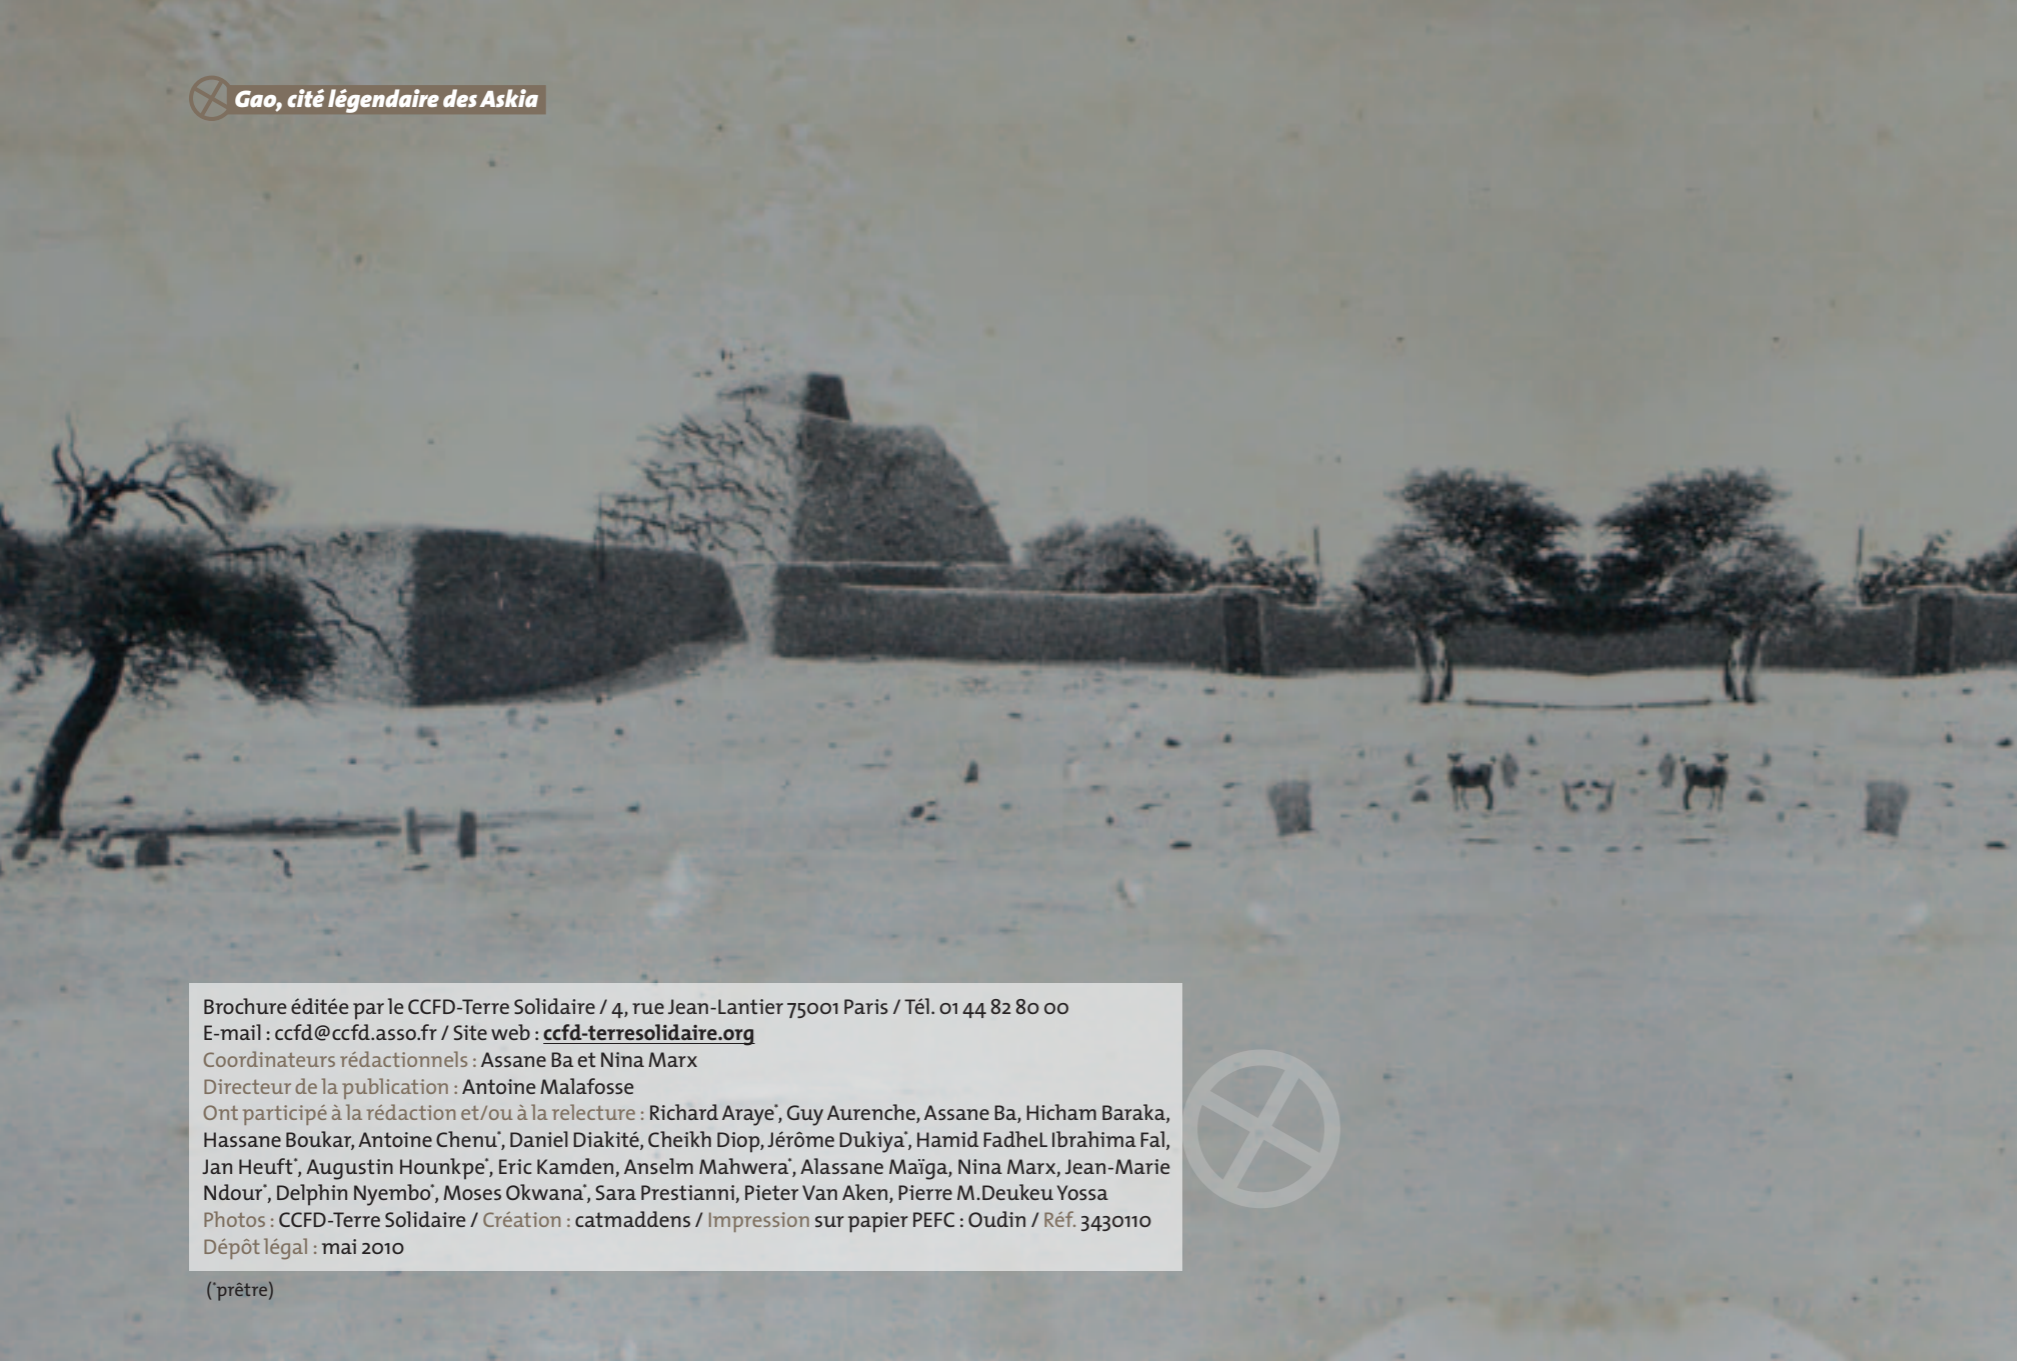 Gao, cité légendaire des Askia
Brochure éditée par le CCFD-Terre Solidaire / 4, rue Jean-Lantier 75001 Paris / Tél. 01 44 82 80 00
E-mail : ccfd@ccfd.asso.fr / Site web : ccfd-terresolidaire.org
Coordinateurs rédactionnels : Assane Ba et Nina Marx
Directeur de la publication : Antoine Malafosse
Ont participé à la rédaction et/ou à la relecture : Richard Araye*, Guy Aurenche, Assane Ba, Hicham Baraka,
Hassane Boukar, Antoine Chenu*, Daniel Diakité, Cheikh Diop, Jérôme Dukiya*, Hamid FadheL Ibrahima Fal,
Jan Heuft*, Augustin Hounkpe*, Eric Kamden, Anselm Mahwera*, Alassane Maïga, Nina Marx, Jean-Marie
Ndour*, Delphin Nyembo*, Moses Okwana*, Sara Prestianni, Pieter Van Aken, Pierre M.Deukeu Yossa
Photos : CCFD-Terre Solidaire / Création : catmaddens / Impression sur papier PEFC : Oudin / Réf. 3430110
Dépôt légal : mai 2010
(*prêtre)